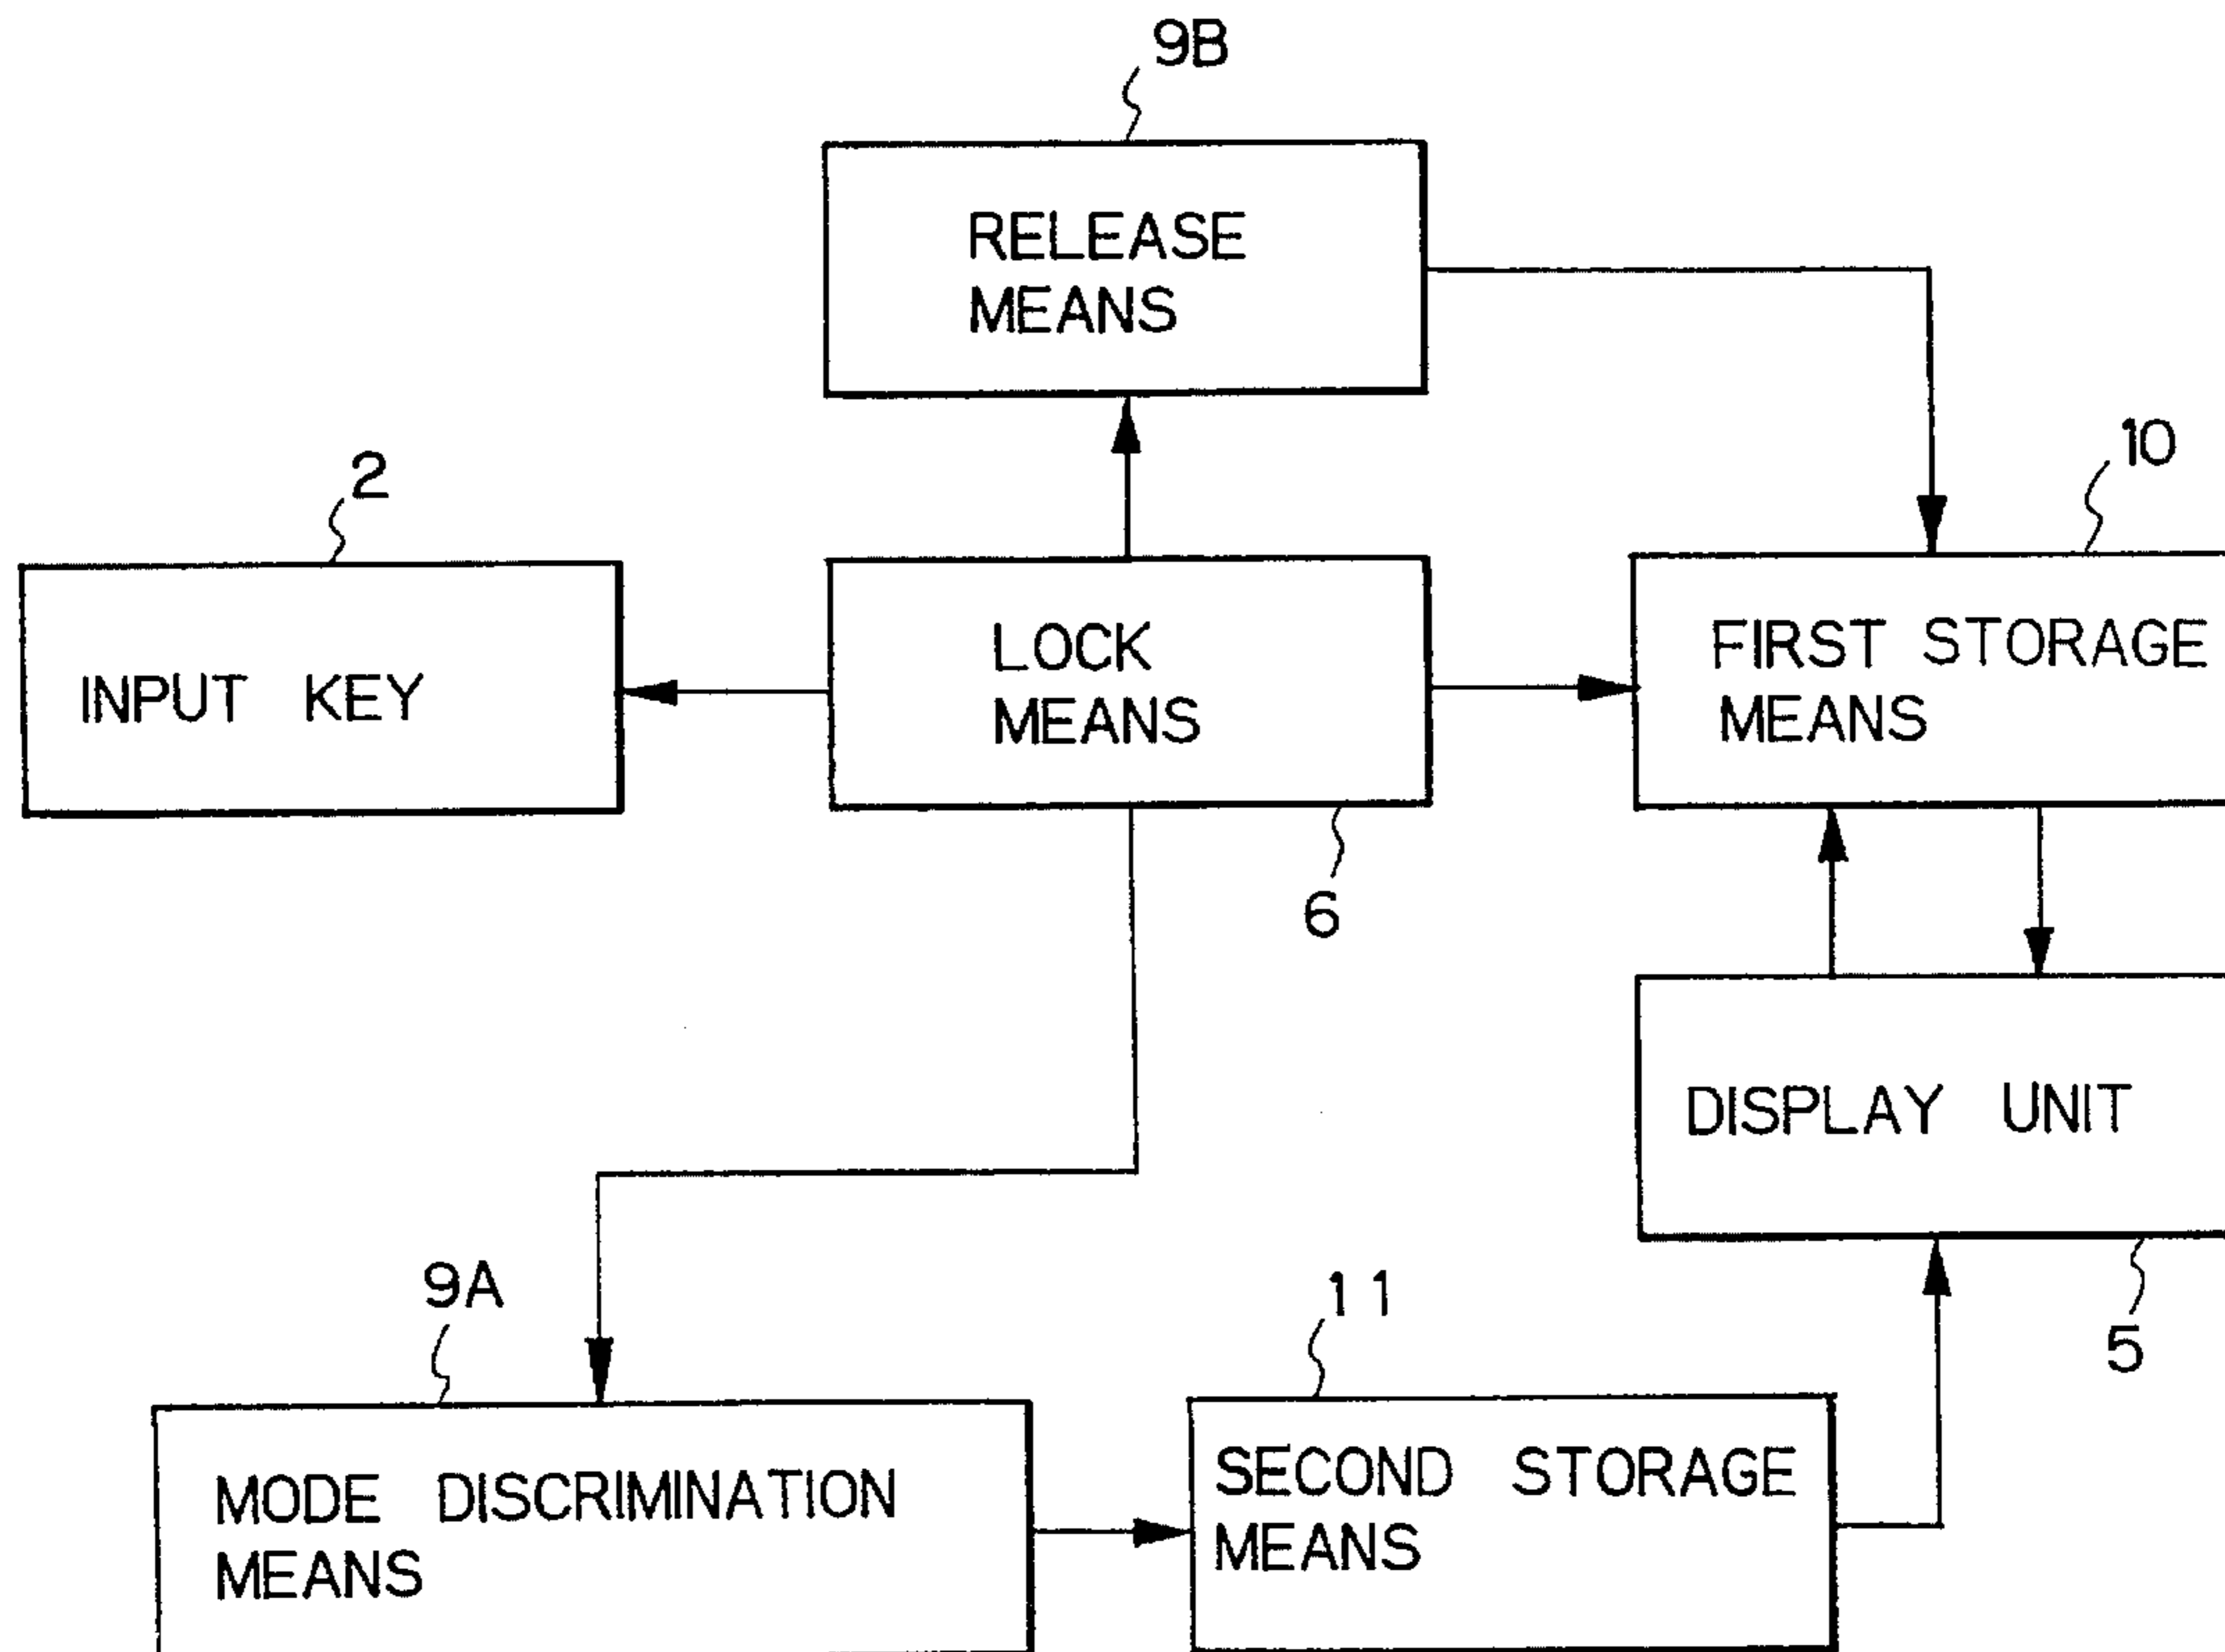 9B
RELEASE
MEANS
2
10
INPUT KEY
LOCK
MEANS
FIRST STORAGE
MEANS
6
DISPLAY UNIT
5
9A
11
MODE DISCRIMINATION
MEANS
SECOND STORAGE
MEANS